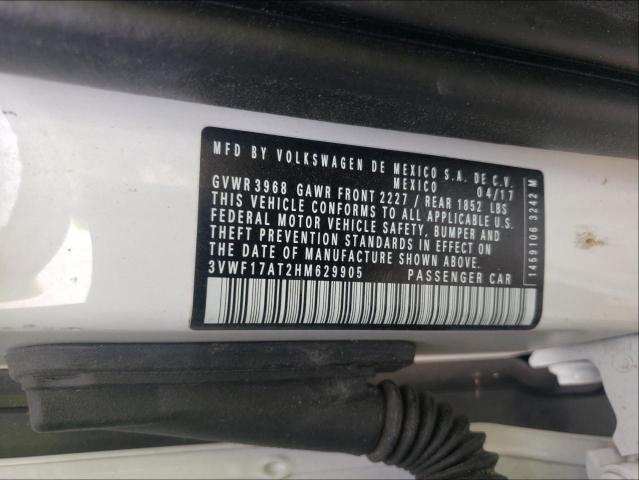 MFD BY VOLKSWAGEN DE MEXICO S.A. DE C.V.
MEXICO 04/17
GVWR 3968 GAWR FRONT 2227 / REAR 1852 LBS
THIS VEHICLE CONFORMS TO ALL APPLICABLE U.S.
FEDERAL MOTOR VEHICLE SAFETY, BUMPER AND
THEFT PREVENTION STANDARDS IN EFFECT ON
THE DATE OF MANUFACTURE SHOWN ABOVE.
3VWF17AT2HM629905 PASSENGER CAR
1459106 3242 M